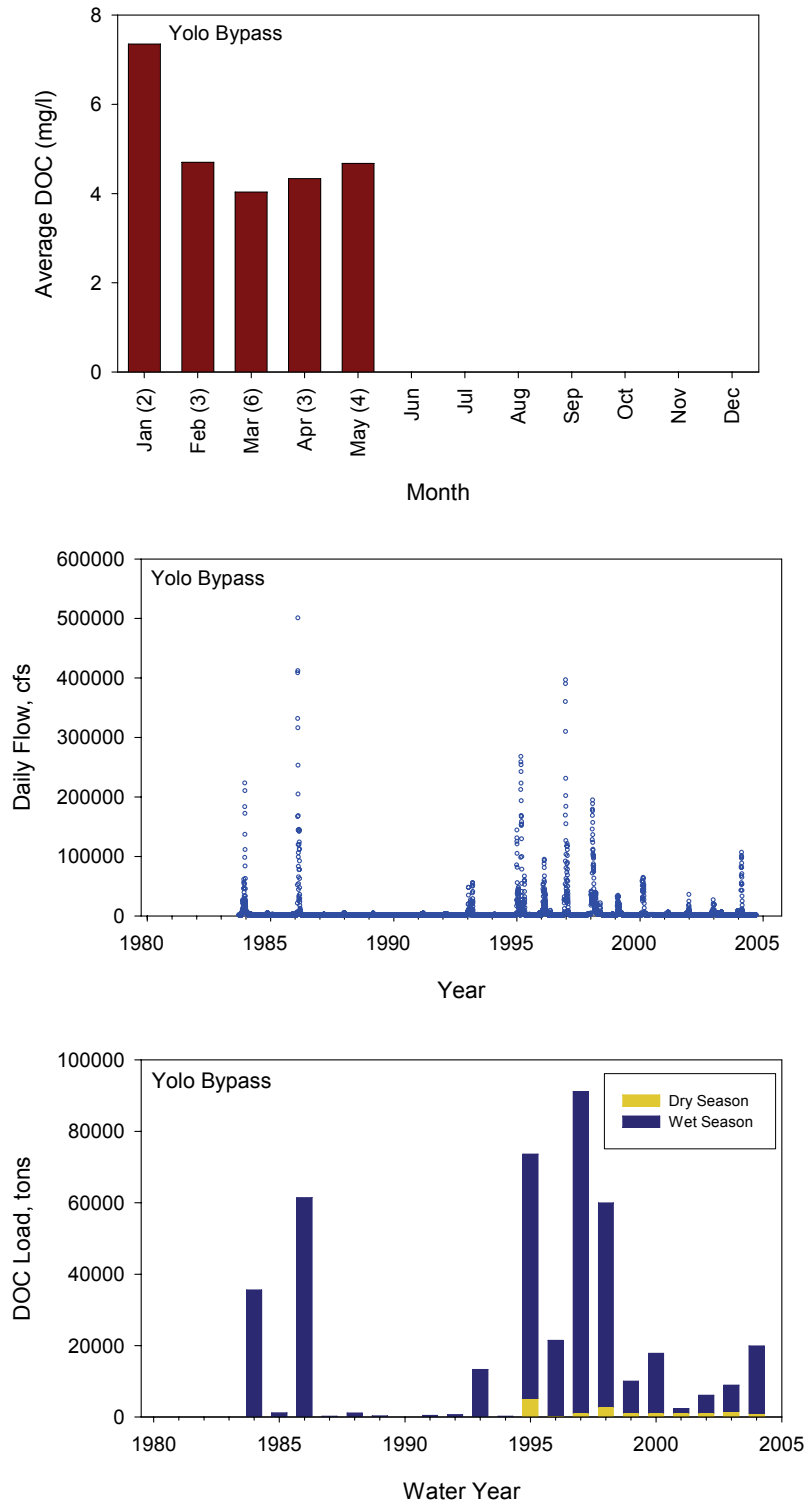 Yolo Bypass
Average DOC (mg/l)
8
6
4
2
0
Jan (2)
Feb (3)
Mar (6)
Apr (3)
May (4)
Jun
Jul
Aug
Sep
Oct
Nov
Dec
Month
Yolo Bypass
Daily Flow, cfs
600000
500000
400000
300000
200000
100000
0
1980
1985
1990
1995
2000
2005
Year
Yolo Bypass
Dry Season
Wet Season
DOC Load, tons
100000
80000
60000
40000
20000
0
1980
1985
1990
1995
2000
2005
Water Year